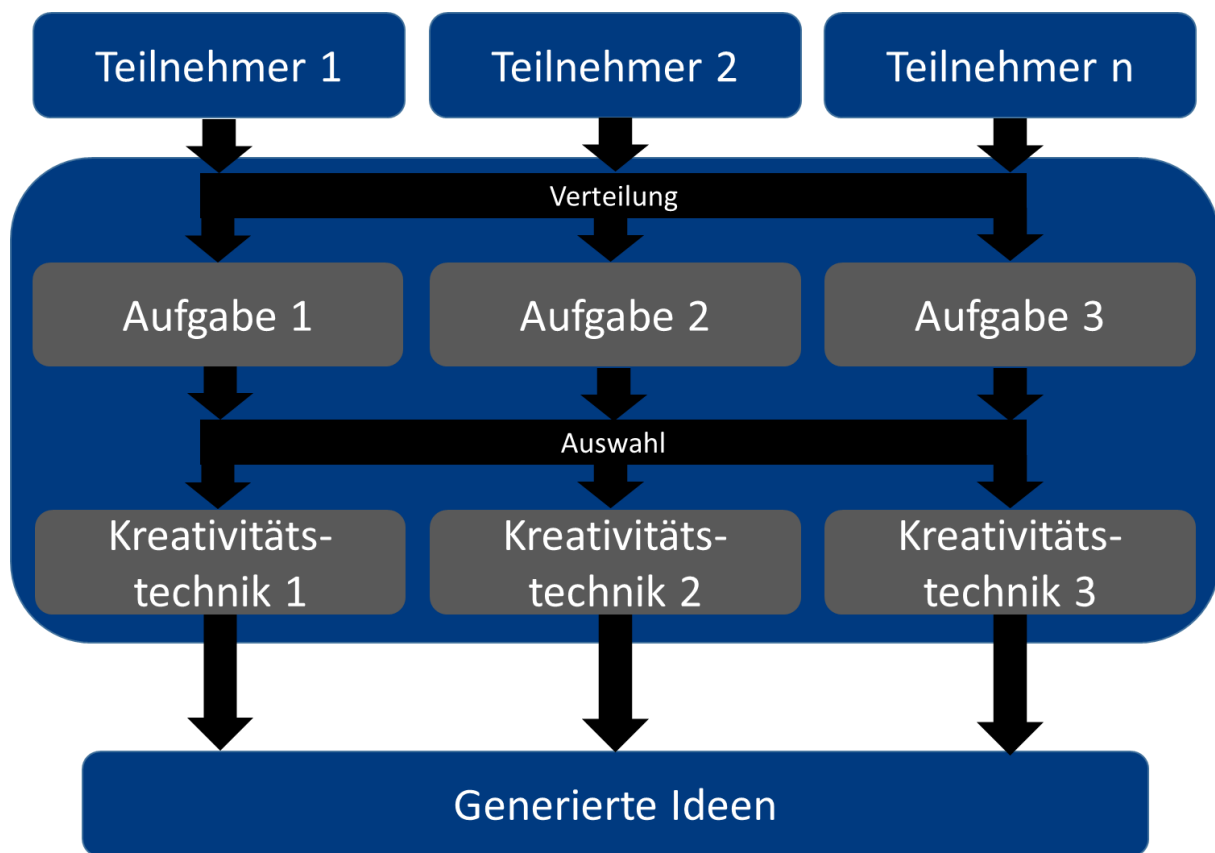 Teilnehmer 1
Teilnehmer 2
Teilnehmer n
Verteilung
Aufgabe 1
Aufgabe 2
Aufgabe 3
Auswahl
Kreativitäts-
technik 1
Kreativitäts-
technik 2
Kreativitäts-
technik 3
Generierte Ideen